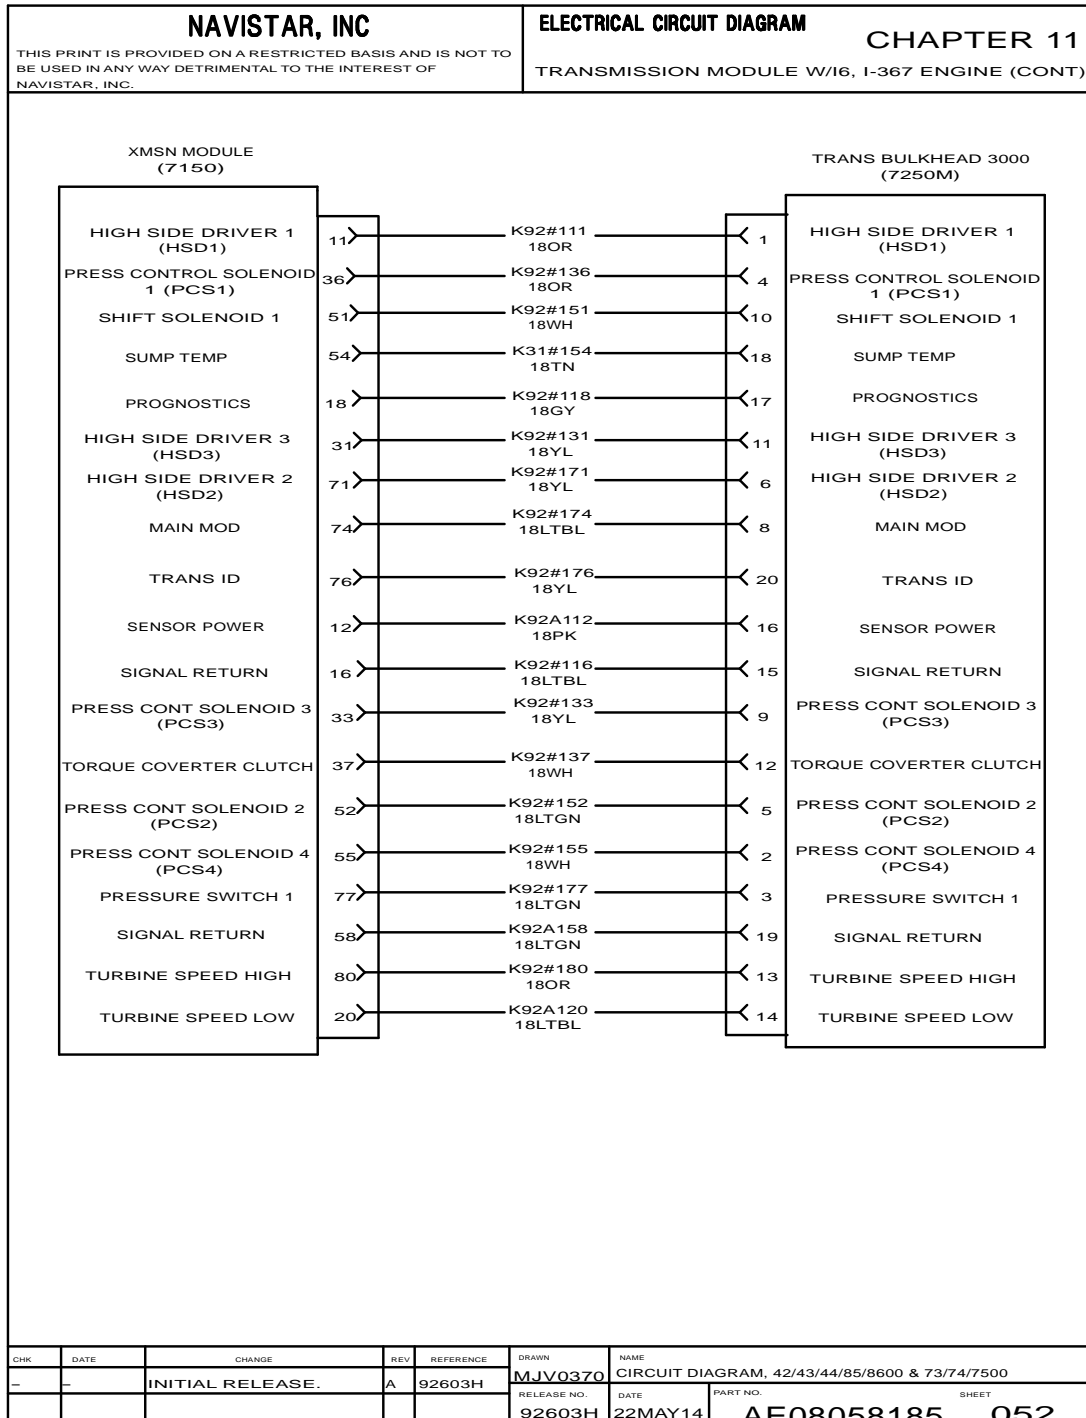 NAVISTAR, INC
THIS PRINT IS PROVIDED ON A RESTRICTED BASIS AND IS NOT TO
BE USED IN ANY WAY DETRIMENTAL TO THE INTEREST OF
NAVISTAR, INC.
ELECTRICAL CIRCUIT DIAGRAM
CHAPTER 11
TRANSMISSION MODULE W/I6, I-367 ENGINE (CONT)
XMSN MODULE
(7150)
TRANS BULKHEAD 3000
(7250M)
HIGH SIDE DRIVER 1
(HSD1)
11
K92#111
18OR
1
HIGH SIDE DRIVER 1
(HSD1)
PRESS CONTROL SOLENOID
1 (PCS1)
36
K92#136
18OR
4
PRESS CONTROL SOLENOID
1 (PCS1)
SHIFT SOLENOID 1
51
K92#151
18WH
10
SHIFT SOLENOID 1
SUMP TEMP
54
K31#154
18TN
18
SUMP TEMP
PROGNOSTICS
18
K92#118
18GY
17
PROGNOSTICS
HIGH SIDE DRIVER 3
(HSD3)
31
K92#131
18YL
11
HIGH SIDE DRIVER 3
(HSD3)
HIGH SIDE DRIVER 2
(HSD2)
71
K92#171
18YL
6
HIGH SIDE DRIVER 2
(HSD2)
MAIN MOD
74
K92#174
18LTBL
8
MAIN MOD
TRANS ID
76
K92#176
18YL
20
TRANS ID
SENSOR POWER
12
K92A112
18PK
16
SENSOR POWER
SIGNAL RETURN
16
K92#116
18LTBL
15
SIGNAL RETURN
PRESS CONT SOLENOID 3
(PCS3)
33
K92#133
18YL
9
PRESS CONT SOLENOID 3
(PCS3)
TORQUE COVERTER CLUTCH
37
K92#137
18WH
12
TORQUE COVERTER CLUTCH
PRESS CONT SOLENOID 2
(PCS2)
52
K92#152
18LTGN
5
PRESS CONT SOLENOID 2
(PCS2)
PRESS CONT SOLENOID 4
(PCS4)
55
K92#155
18WH
2
PRESS CONT SOLENOID 4
(PCS4)
PRESSURE SWITCH 1
77
K92#177
18LTGN
3
PRESSURE SWITCH 1
SIGNAL RETURN
58
K92A158
18LTGN
19
SIGNAL RETURN
TURBINE SPEED HIGH
80
K92#180
18OR
13
TURBINE SPEED HIGH
TURBINE SPEED LOW
20
K92A120
18LTBL
14
TURBINE SPEED LOW
CHK DATE CHANGE REV REFERENCE
– – INITIAL RELEASE. A 92603H
DRAWN
MJV0370
NAME
CIRCUIT DIAGRAM, 42/43/44/85/8600 & 73/74/7500
RELEASE NO.
92603H
DATE
22MAY14
PART NO.
AE08058185
SHEET
052